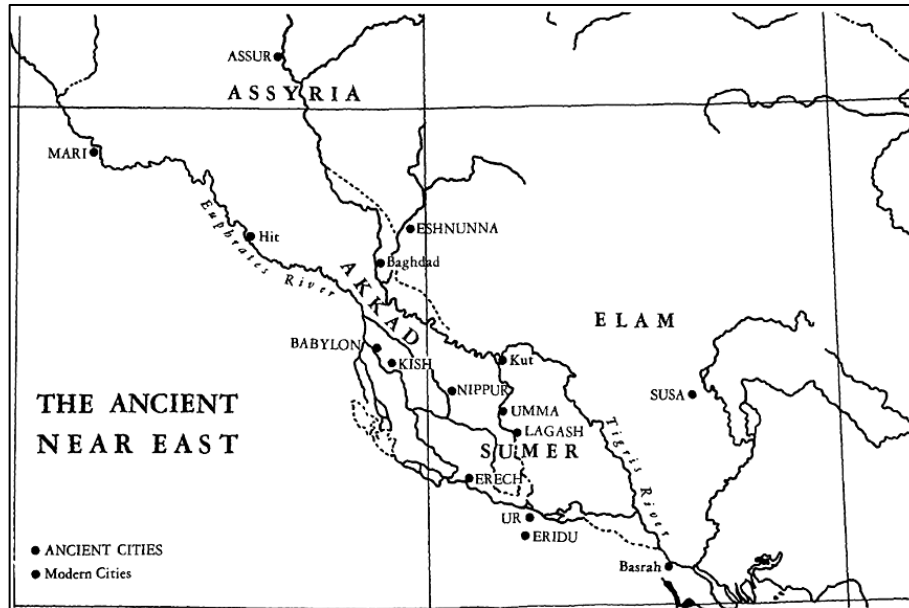 ASSUR
ASSYRIA
MARI
Euphrates River
Hit
ESHNUNNA
Baghdad
AKKAD
ELAM
BABYLON
KISH
Kut
NIPPUR
SUSA
UMMA
LAGASH
SUMER
Tigris River
ERECH
UR
ERIDU
Basrah
THE ANCIENT
NEAR EAST
ANCIENT CITIES
Modern Cities